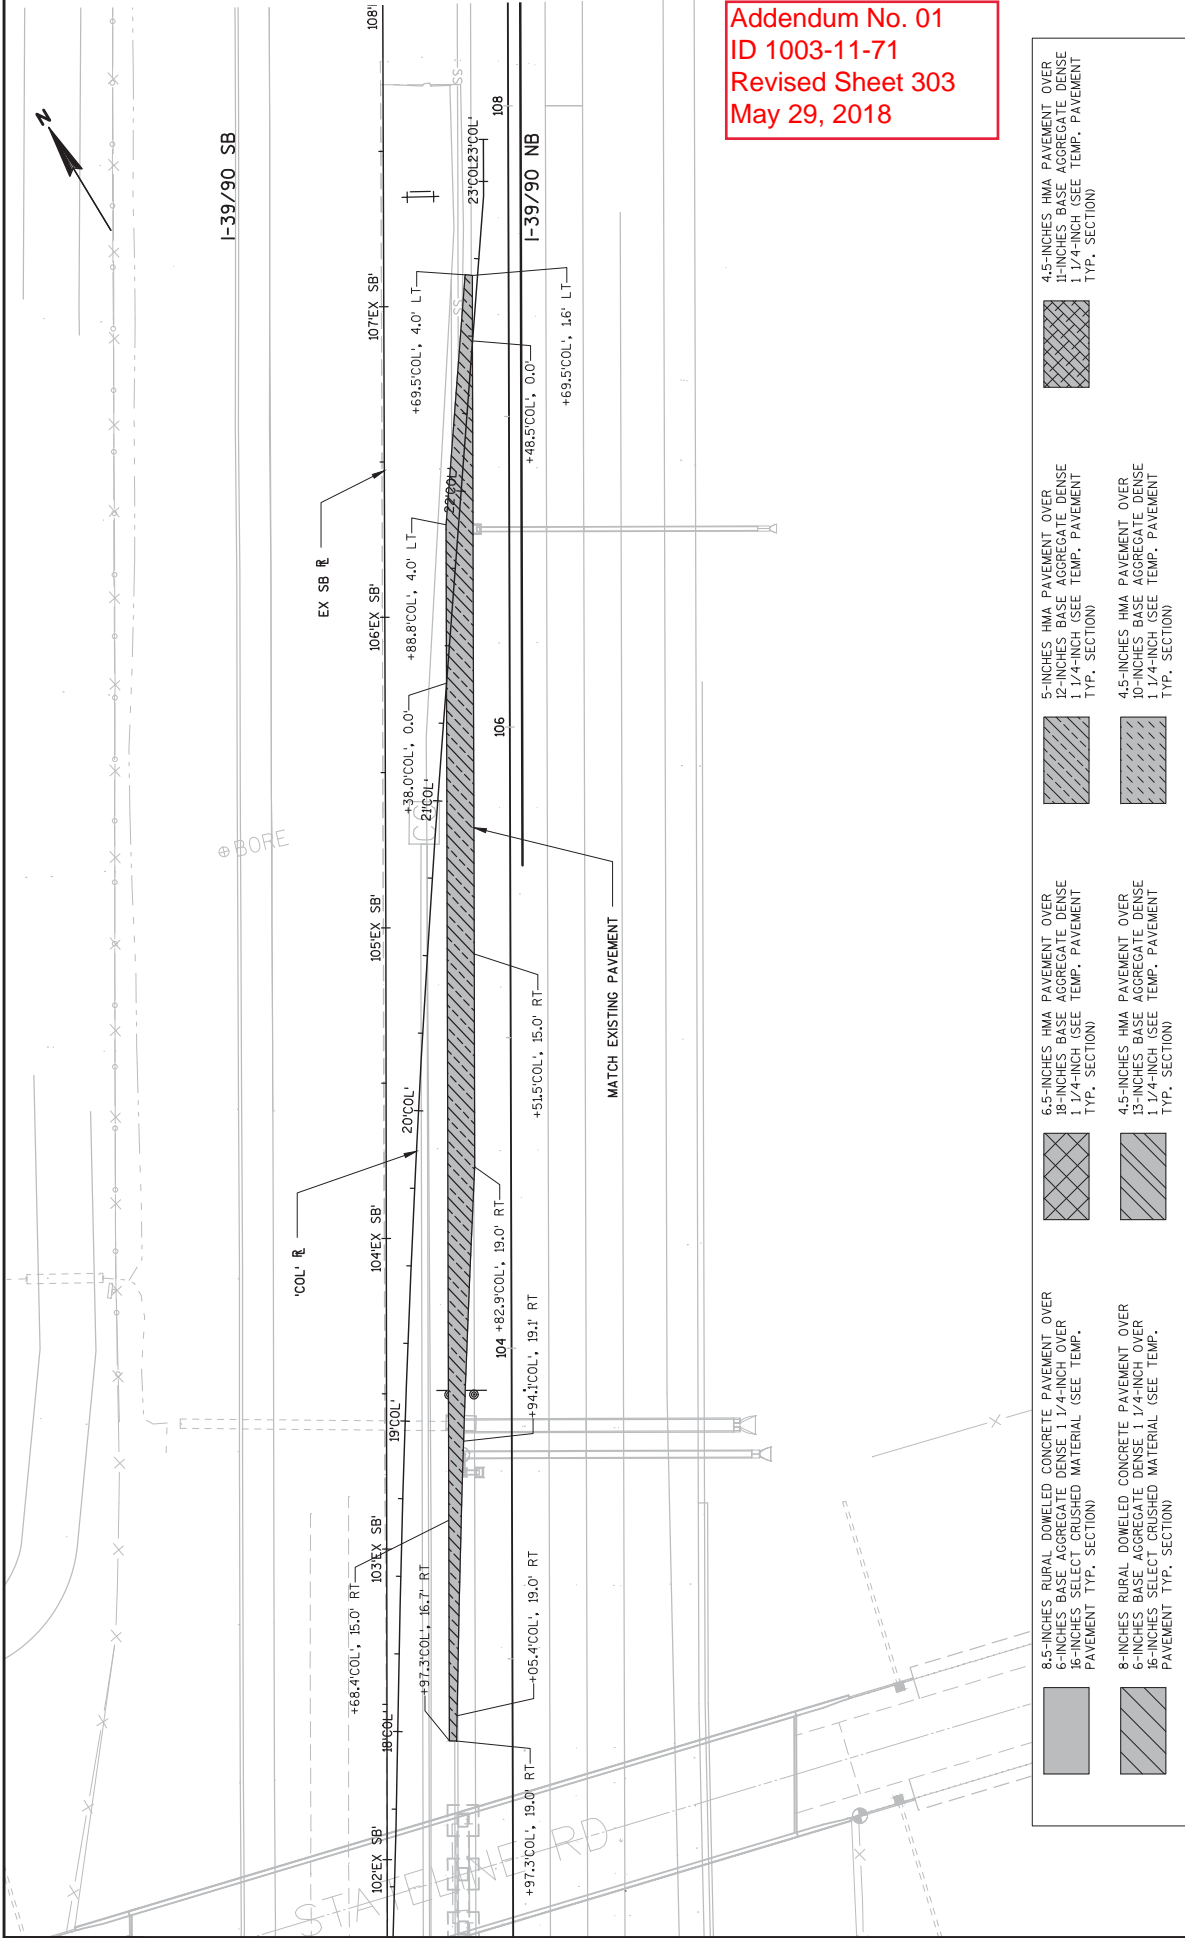 Addendum No. 01
ID 1003-11-71
Revised Sheet 303
May 29, 2018
N
I-39/90 SB
I-39/90 NB
EX SB R
'COL' R
MATCH EXISTING PAVEMENT
BORE
STATELINE RD
102'EX SB'
103'EX SB'
104'EX SB'
105'EX SB'
106'EX SB'
107'EX SB'
108'
18'COL'
19'COL'
20'COL'
21'COL'
22'COL'
23'COL'
23'COL'
104
106
108
SS
SS
+68.4'COL', 15.0' RT
+97.3'COL', 16.7' RT
+97.3'COL', 19.0' RT
+05.4'COL', 19.0' RT
+94.1'COL', 19.1' RT
+82.9'COL', 19.0' RT
+51.5'COL', 15.0' RT
+38.0'COL', 0.0'
+88.8'COL', 4.0' LT
+48.5'COL', 0.0'
+69.5'COL', 4.0' LT
+69.5'COL', 1.6' LT
8.5-INCHES RURAL DOWELED CONCRETE PAVEMENT OVER
6-INCHES BASE AGGREGATE DENSE 1 1/4-INCH OVER
16-INCHES SELECT CRUSHED MATERIAL (SEE TEMP.
PAVEMENT TYP. SECTION)
8-INCHES RURAL DOWELED CONCRETE PAVEMENT OVER
6-INCHES BASE AGGREGATE DENSE 1 1/4-INCH OVER
16-INCHES SELECT CRUSHED MATERIAL (SEE TEMP.
PAVEMENT TYP. SECTION)
6.5-INCHES HMA PAVEMENT OVER
18-INCHES BASE AGGREGATE DENSE
1 1/4-INCH (SEE TEMP. PAVEMENT
TYP. SECTION)
4.5-INCHES HMA PAVEMENT OVER
13-INCHES BASE AGGREGATE DENSE
1 1/4-INCH (SEE TEMP. PAVEMENT
TYP. SECTION)
5-INCHES HMA PAVEMENT OVER
12-INCHES BASE AGGREGATE DENSE
1 1/4-INCH (SEE TEMP. PAVEMENT
TYP. SECTION)
4.5-INCHES HMA PAVEMENT OVER
10-INCHES BASE AGGREGATE DENSE
1 1/4-INCH (SEE TEMP. PAVEMENT
TYP. SECTION)
4.5-INCHES HMA PAVEMENT OVER
11-INCHES BASE AGGREGATE DENSE
1 1/4-INCH (SEE TEMP. PAVEMENT
TYP. SECTION)